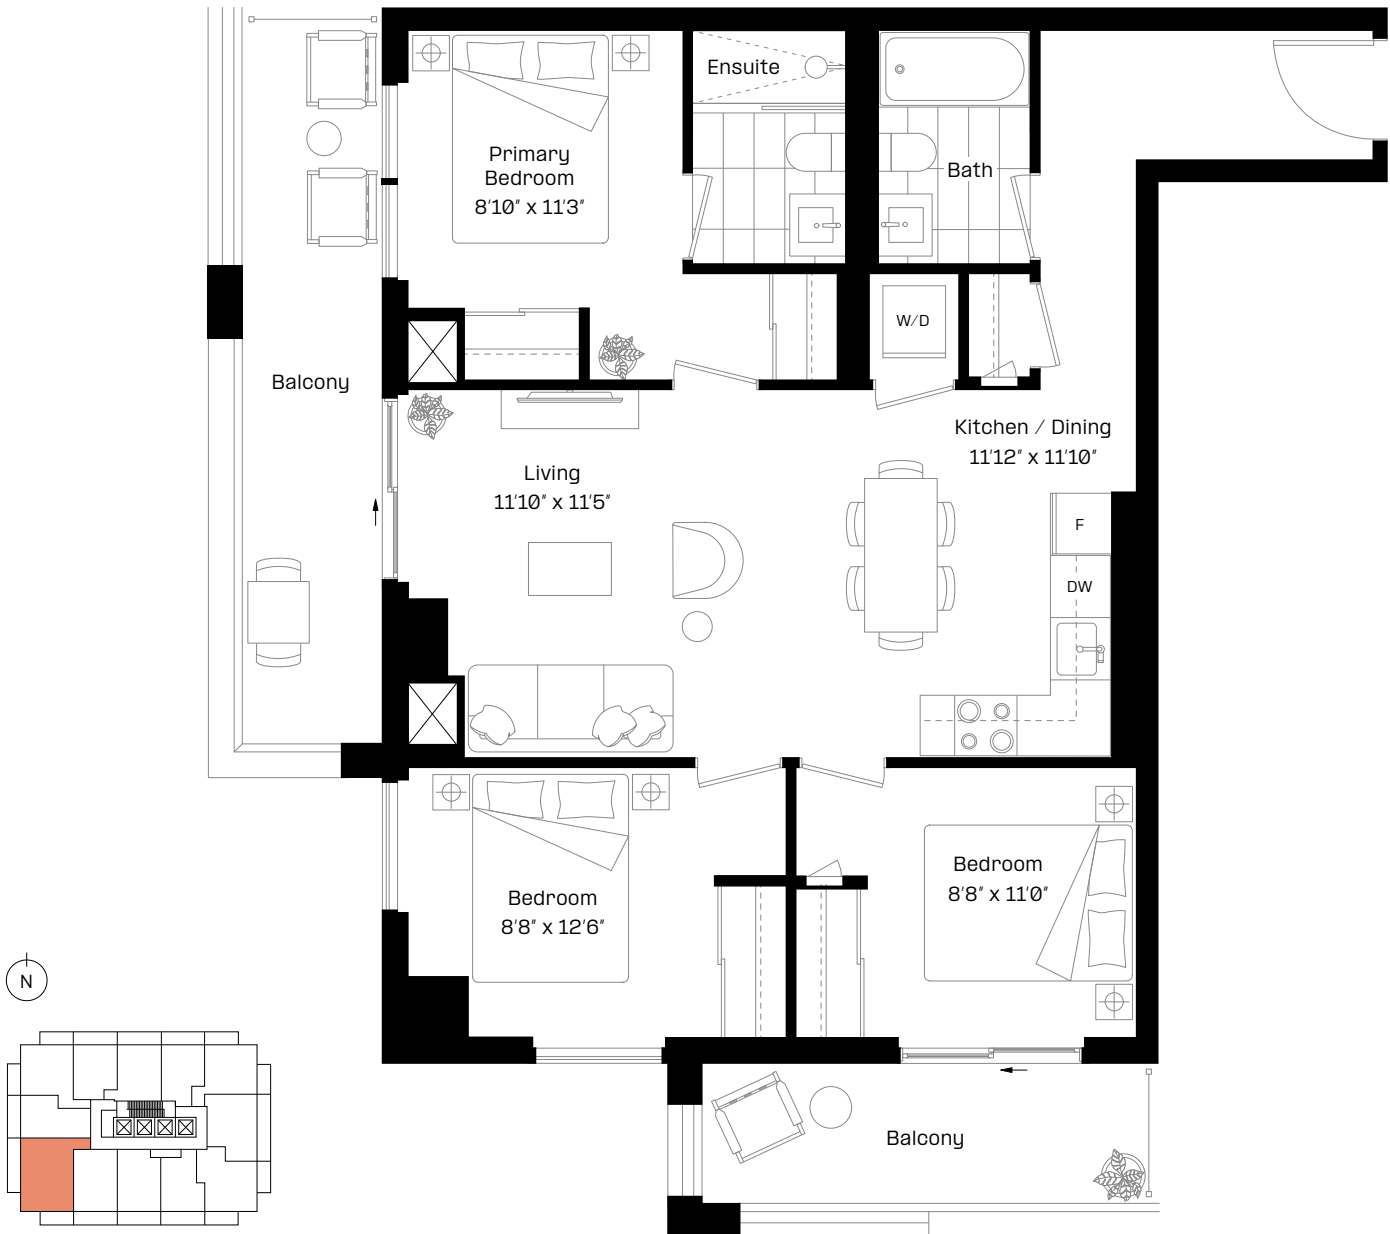 Ensuite
Primary
Bedroom
8'10" x 11'3"
Bath
W/D
Balcony
Kitchen / Dining
11'12" x 11'10"
Living
11'10" x 11'5"
F
DW
Bedroom
8'8" x 11'0"
Bedroom
8'8" x 12'6"
N
Balcony